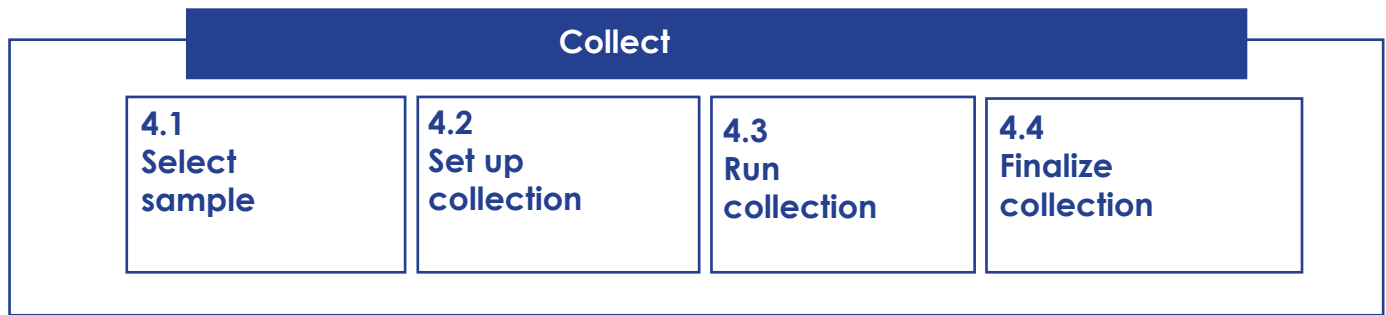 Collect
4.1
Select
sample
4.2
Set up
collection
4.3
Run
collection
4.4
Finalize
collection